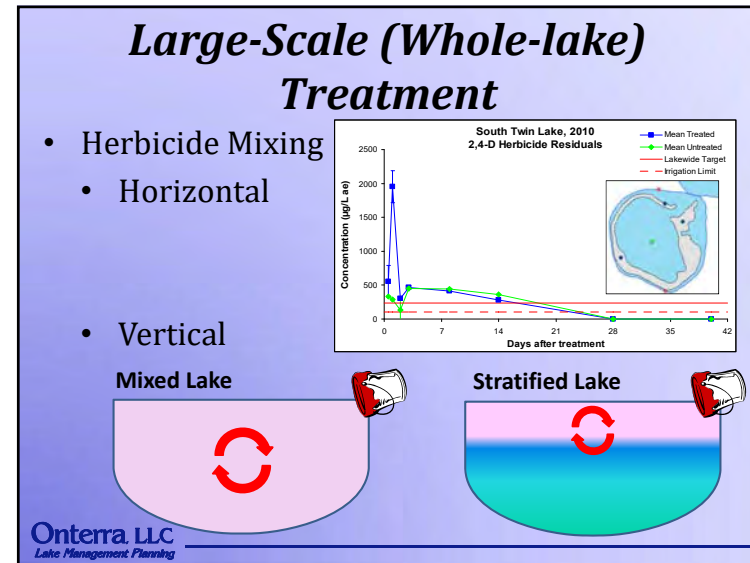 Large-Scale (Whole-lake)
Treatment
• Herbicide Mixing
• Horizontal
South Twin Lake, 2010
2,4-D Herbicide Residuals
Mean Treated
Mean Untreated
Lakewide Target
Irrigation Limit
Concentration (µg/L ae)
2500
2000
1500
1000
500
0
0 7 14 21 28 35 42
Days after treatment
• Vertical
Mixed Lake
Stratified Lake
Onterra LLC
Lake Management Planning